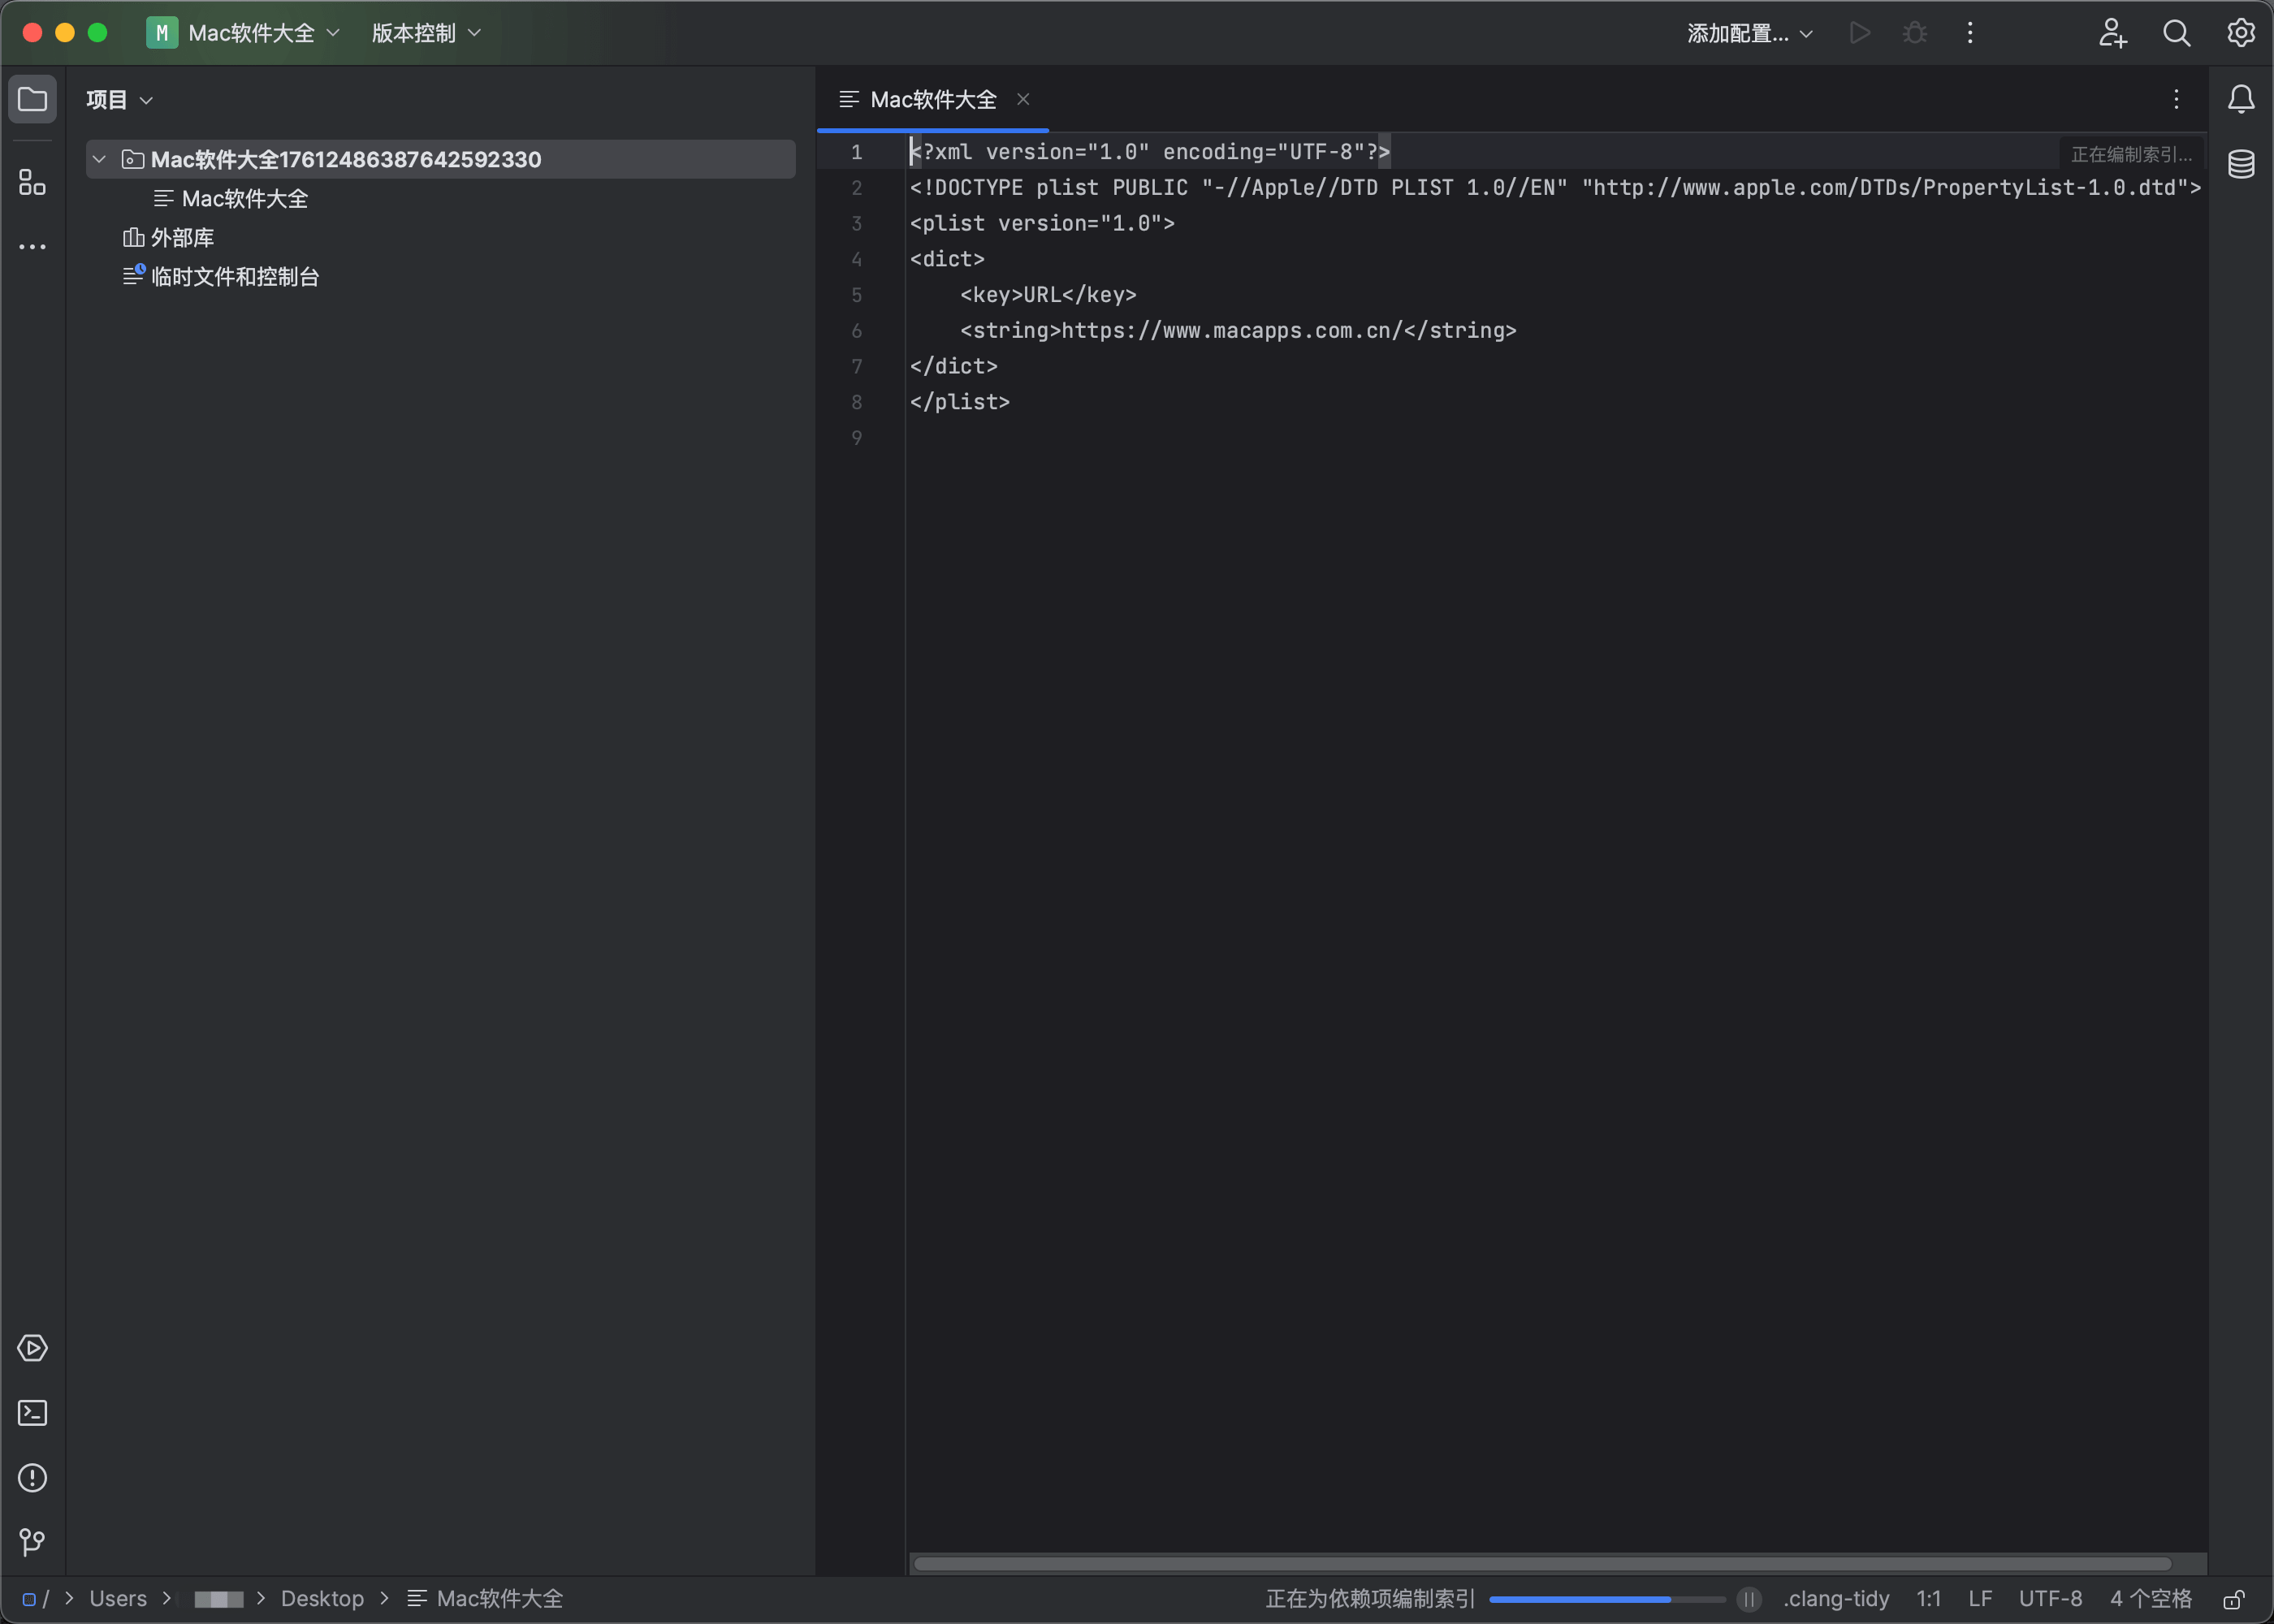 M Mac软件大全 版本控制 添加配置...
项目
Mac软件大全17612486387642592330
Mac软件大全
外部库
临时文件和控制台
Mac软件大全
正在编制索引...
1 <?xml version="1.0" encoding="UTF-8"?>
2 <!DOCTYPE plist PUBLIC "-//Apple//DTD PLIST 1.0//EN" "http://www.apple.com/DTDs/PropertyList-1.0.dtd">
3 <plist version="1.0">
4 <dict>
5     <key>URL</key>
6     <string>https://www.macapps.com.cn/</string>
7 </dict>
8 </plist>
9
/ > Users > > Desktop > Mac软件大全 正在为依赖项编制索引 .clang-tidy 1:1 LF UTF-8 4 个空格